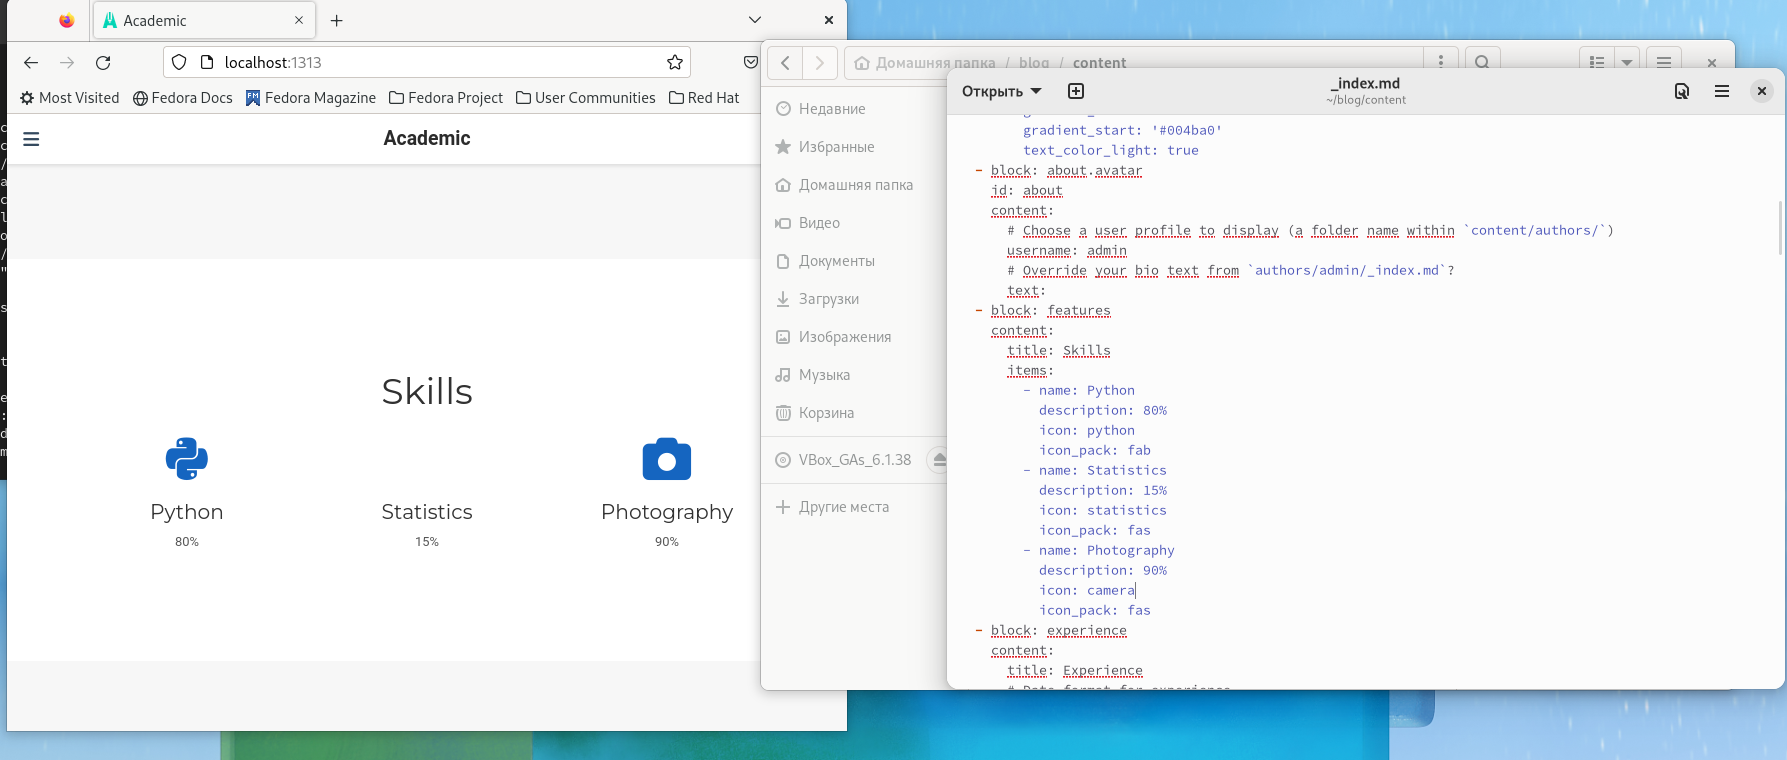 Academic
localhost:1313
Most Visited Fedora Docs Fedora Magazine Fedora Project User Communities Red Hat
Academic
Skills
Python Statistics Photography
80% 15% 90%
Домашняя папка / blog / content
Недавние
Избранные
Домашняя папка
Видео
Документы
Загрузки
Изображения
Музыка
Корзина
VBox_GAs_6.1.38
Другие места
Открыть
_index.md
~/blog/content
gradient_start: '#004ba0'
text_color_light: true
- block: about.avatar
id: about
content:
# Choose a user profile to display (a folder name within `content/authors/`)
username: admin
# Override your bio text from `authors/admin/_index.md`?
text:
- block: features
content:
title: Skills
items:
- name: Python
description: 80%
icon: python
icon_pack: fab
- name: Statistics
description: 15%
icon: statistics
icon_pack: fas
- name: Photography
description: 90%
icon: camera
icon_pack: fas
- block: experience
content:
title: Experience
# Date format for experience